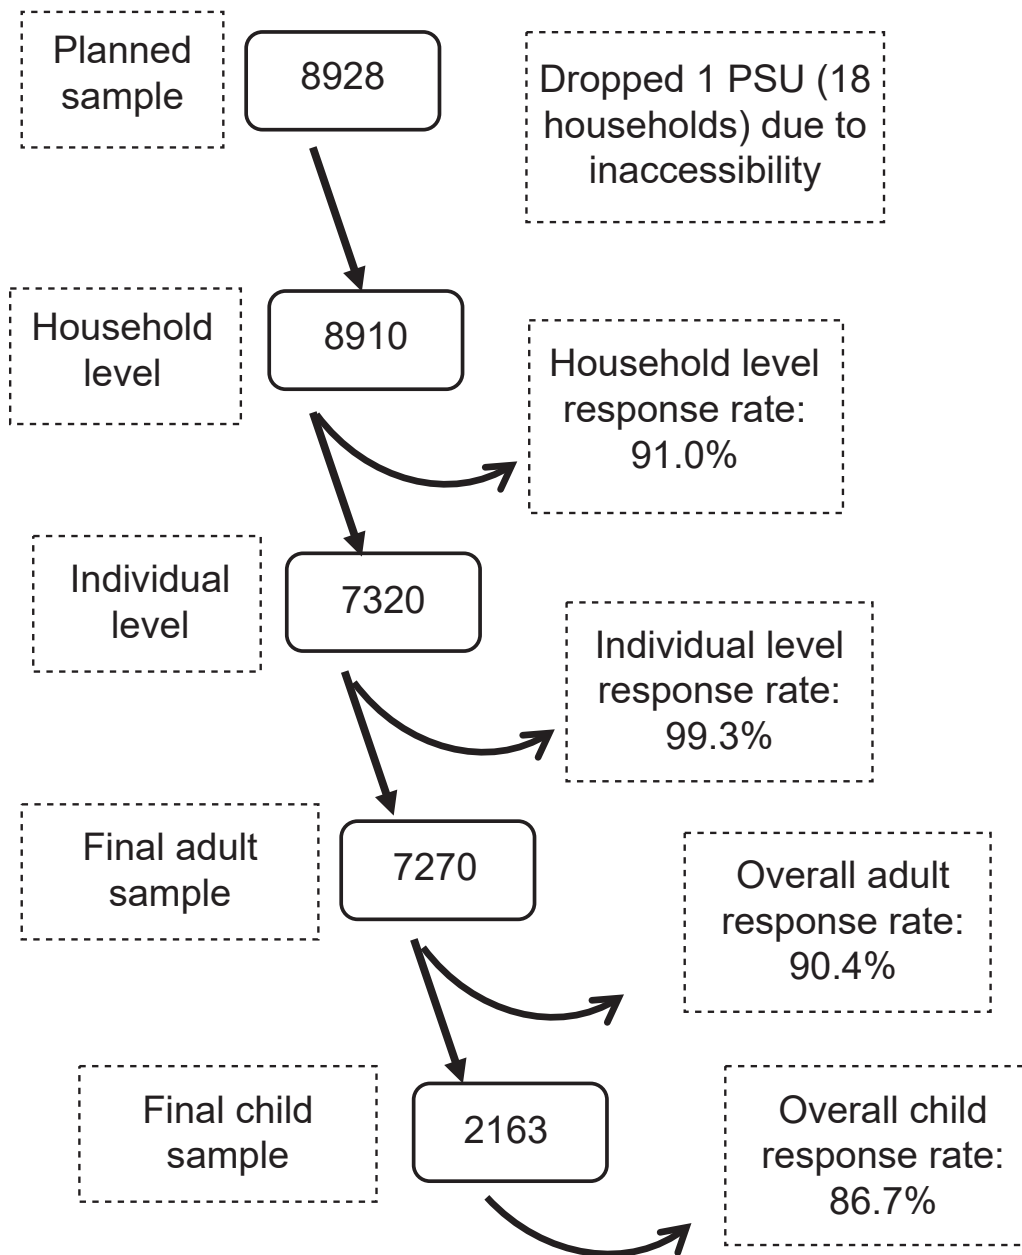 Planned
sample
8928
Dropped 1 PSU (18
households) due to
inaccessibility
Household
level
8910
Household level
response rate:
91.0%
Individual
level
7320
Individual level
response rate:
99.3%
Final adult
sample
7270
Overall adult
response rate:
90.4%
Final child
sample
2163
Overall child
response rate:
86.7%